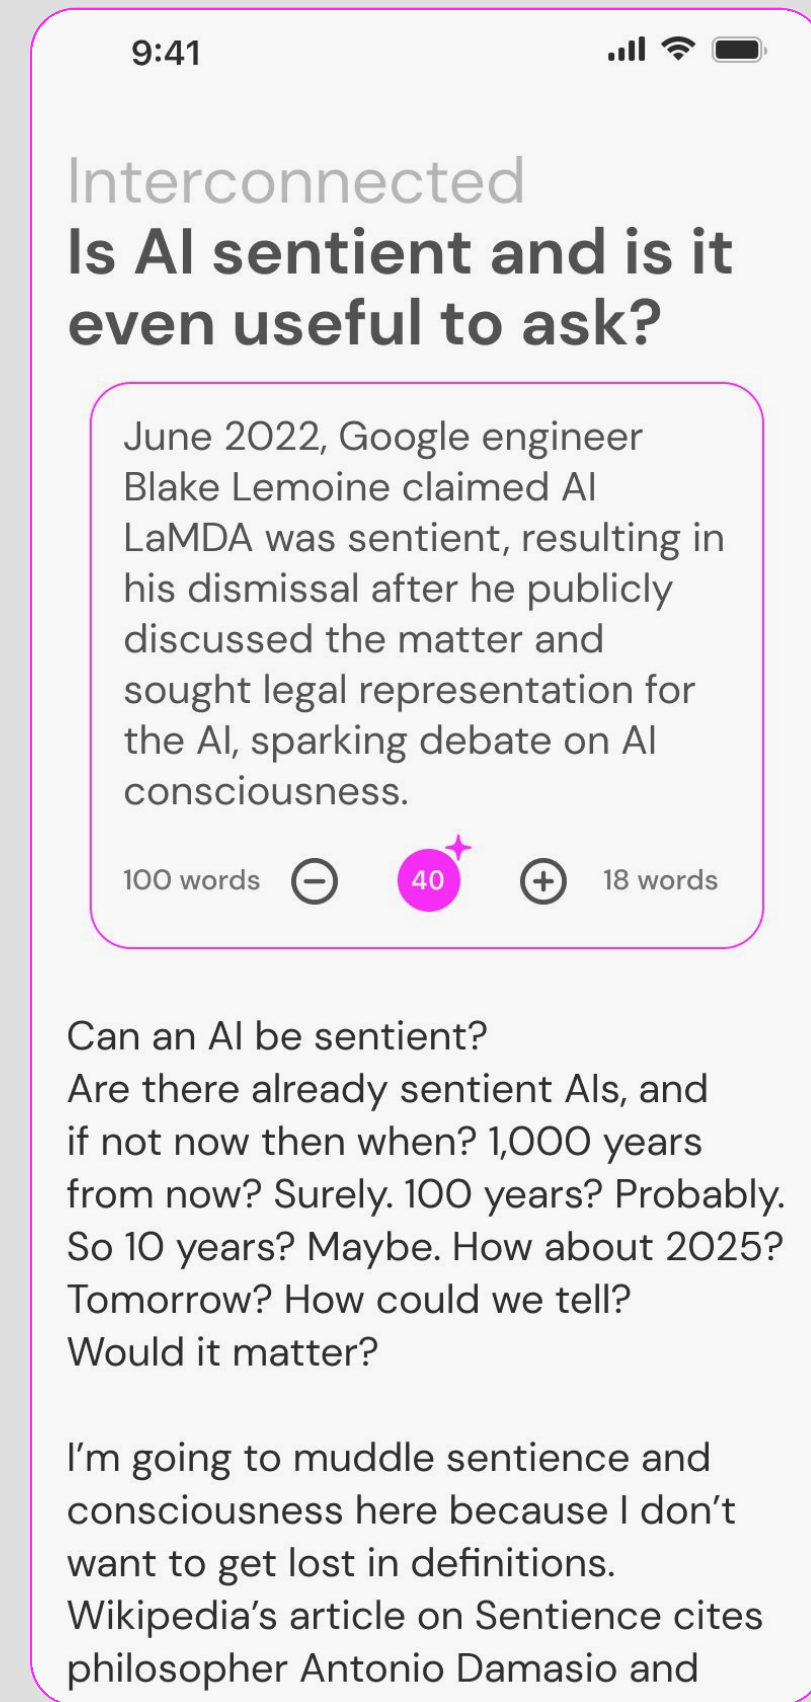 9:41
Interconnected
Is AI sentient and is it
even useful to ask?
June 2022, Google engineer
Blake Lemoine claimed AI
LaMDA was sentient, resulting in
his dismissal after he publicly
discussed the matter and
sought legal representation for
the AI, sparking debate on AI
consciousness.
100 words 40 18 words
Can an AI be sentient?
Are there already sentient AIs, and
if not now then when? 1,000 years
from now? Surely. 100 years? Probably.
So 10 years? Maybe. How about 2025?
Tomorrow? How could we tell?
Would it matter?
I’m going to muddle sentience and
consciousness here because I don’t
want to get lost in definitions.
Wikipedia’s article on Sentience cites
philosopher Antonio Damasio and